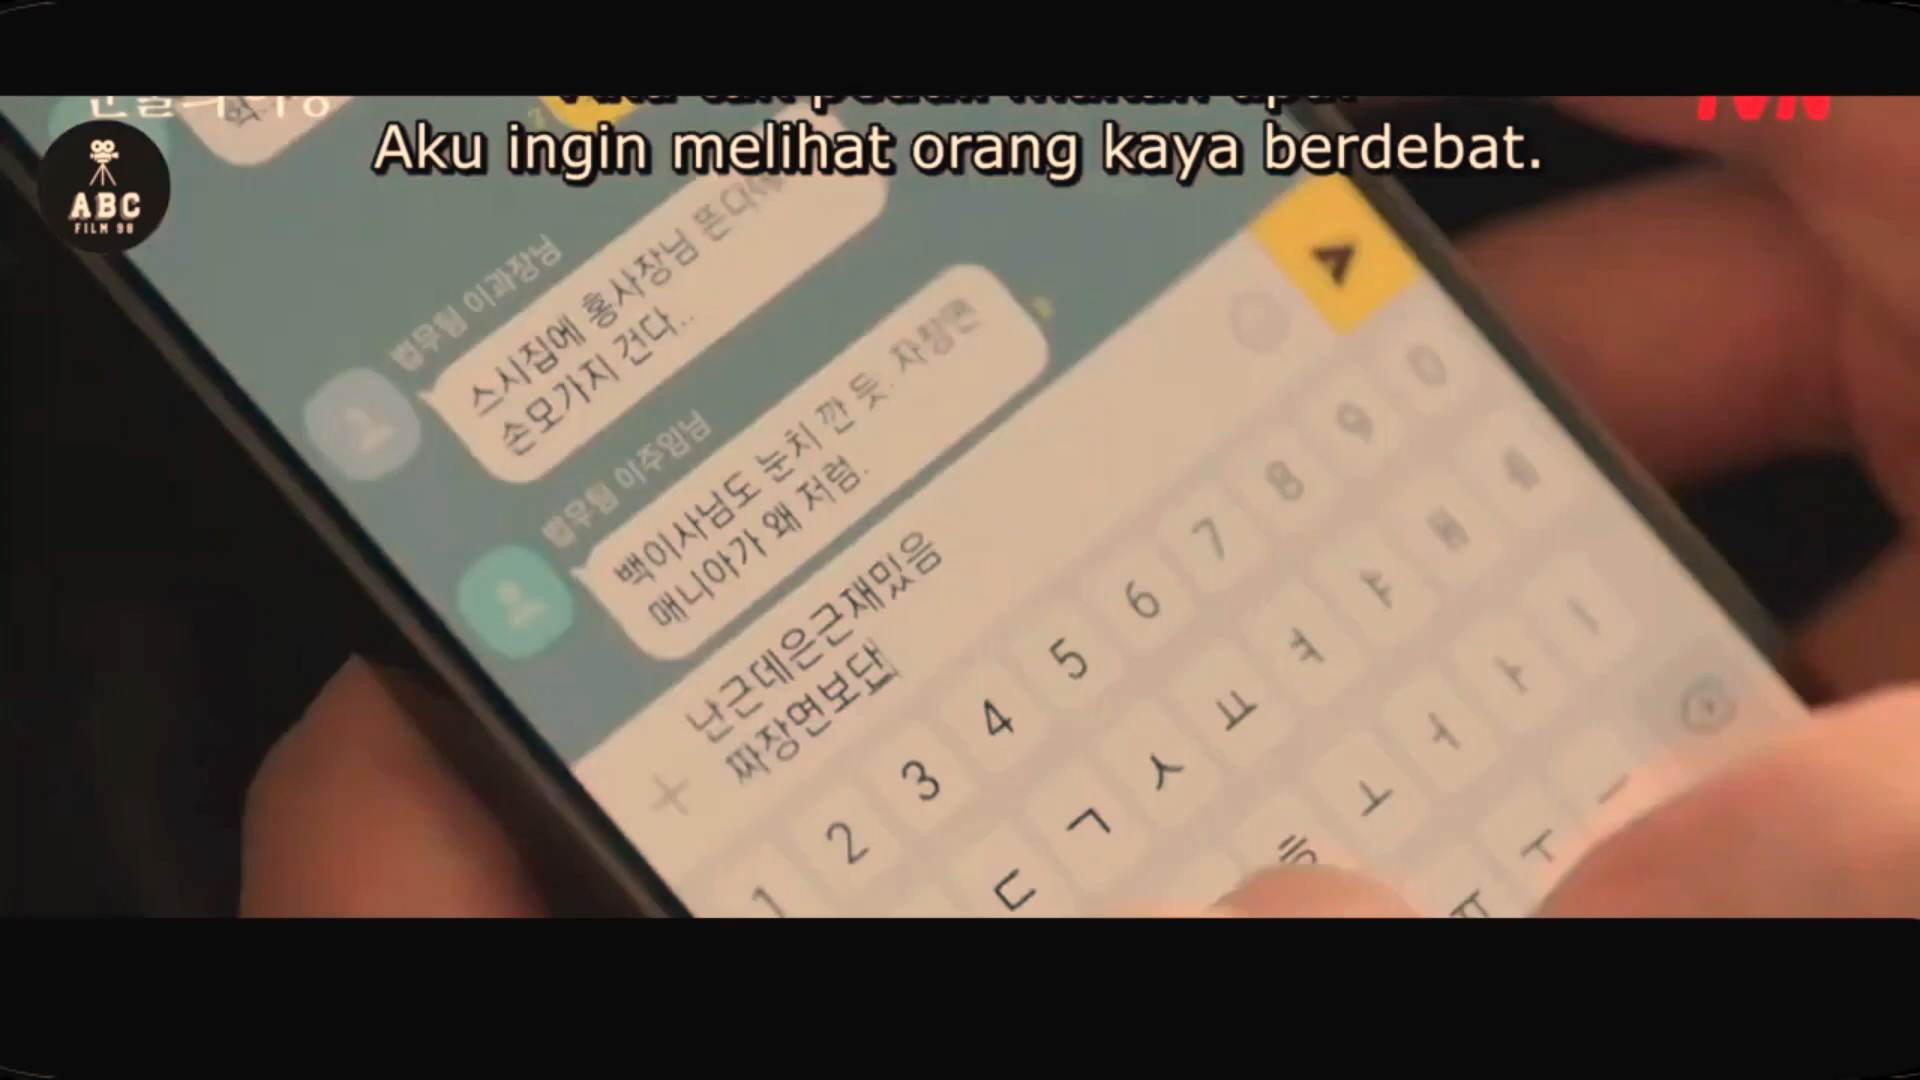 Aku ingin melihat orang kaya berdebat.
ABC
FILM 98
법무팀 이과장님
스시집에 홍사장님 뜬다
손모가지 건다..
법무팀 이주임님
백이사님도 눈치 깐 듯. 자장면
매니아가 왜 저럼.
난근데은근재밌음
짜장면보단
1 2 3 4 5 6 7 8 9 0
ㄷ ㄱ ㅅ ㅛ ㅕ ㅑ
ㅎ ㅗ ㅓ ㅏ ㅣ
ㅠ ㅜ ㅡ